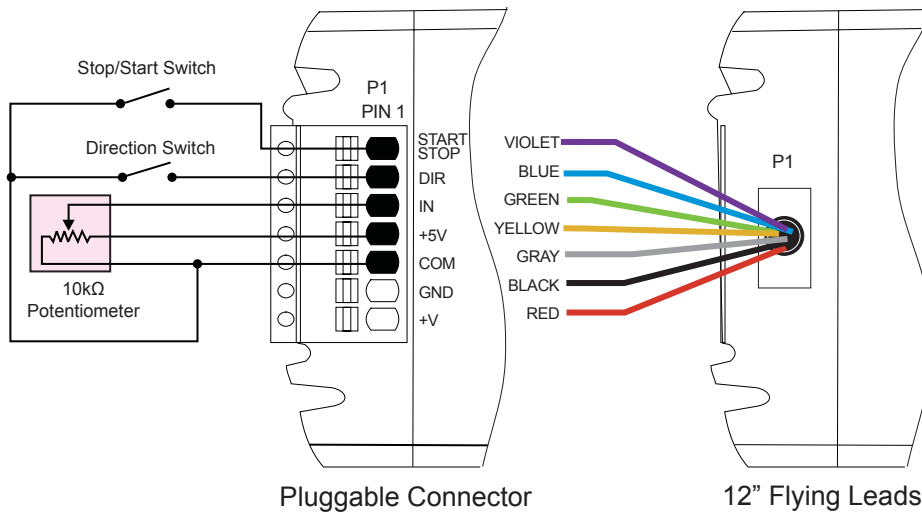 Stop/Start Switch
P1
PIN 1
START
STOP
Direction Switch
DIR
IN
+5V
COM
GND
+V
10kΩ
Potentiometer
VIOLET
BLUE
GREEN
YELLOW
GRAY
BLACK
RED
P1
Pluggable Connector
12” Flying Leads